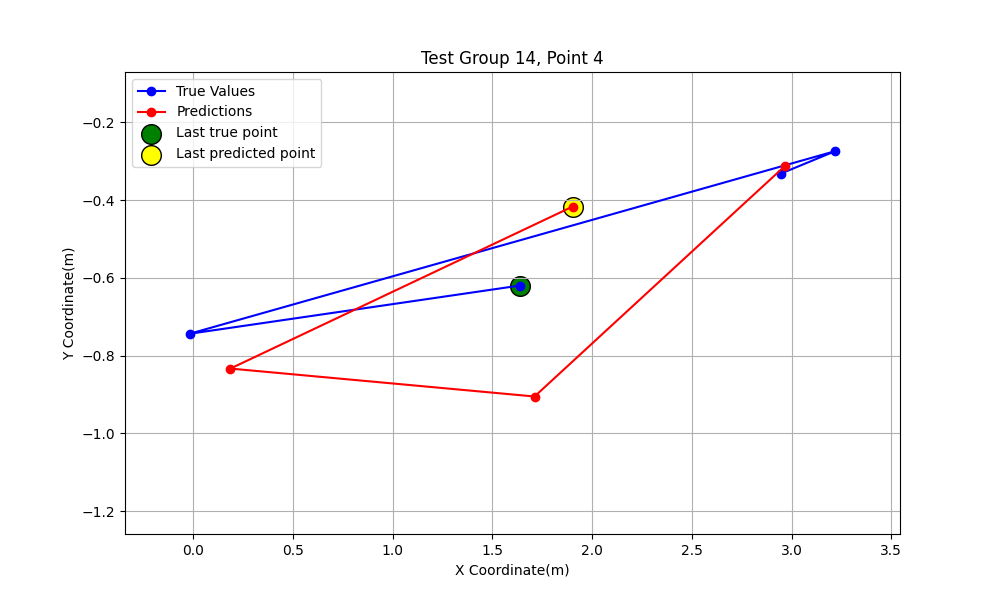 Test Group 14, Point 4
True Values
Predictions
Last true point
Last predicted point
Y Coordinate(m)
−0.2
−0.4
−0.6
−0.8
−1.0
−1.2
0.0 0.5 1.0 1.5 2.0 2.5 3.0 3.5
X Coordinate(m)